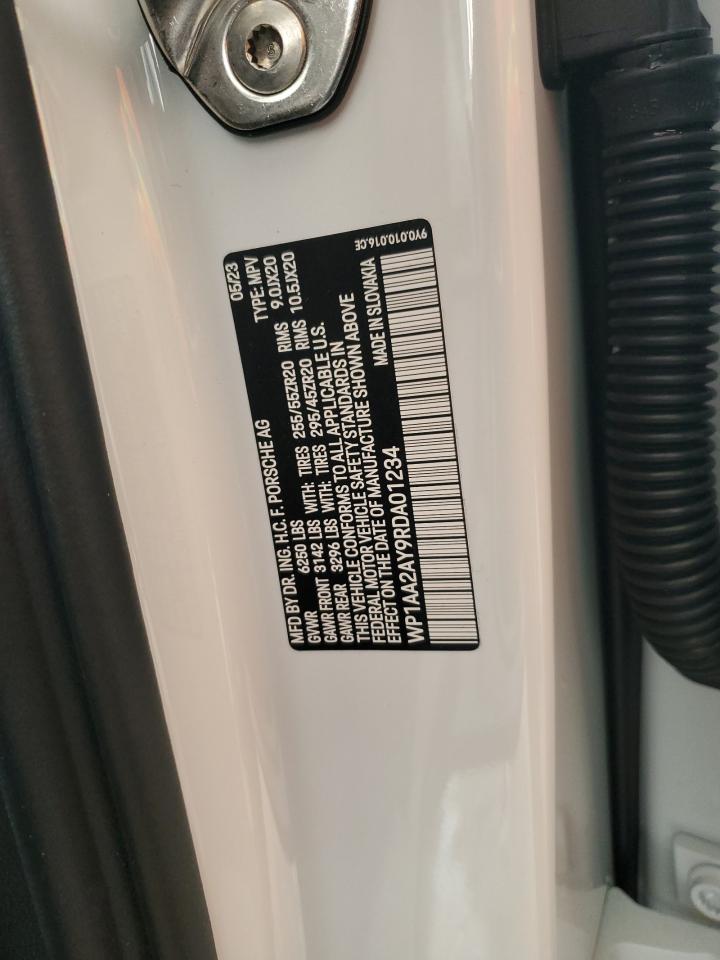 MFD BY DR. ING. H.C. F. PORSCHE AG 05/23
GVWR 6250 LBS TYPE: MPV
GAWR FRONT 3142 LBS WITH: TIRES 255/55ZR20 RIMS 9.0JX20
GAWR REAR 3296 LBS WITH: TIRES 295/45ZR20 RIMS 10.5JX20
THIS VEHICLE CONFORMS TO ALL APPLICABLE U.S.
FEDERAL MOTOR VEHICLE SAFETY STANDARDS IN
EFFECT ON THE DATE OF MANUFACTURE SHOWN ABOVE
WP1AA2AY9RDA01234 MADE IN SLOVAKIA
9Y0.010.016.CE